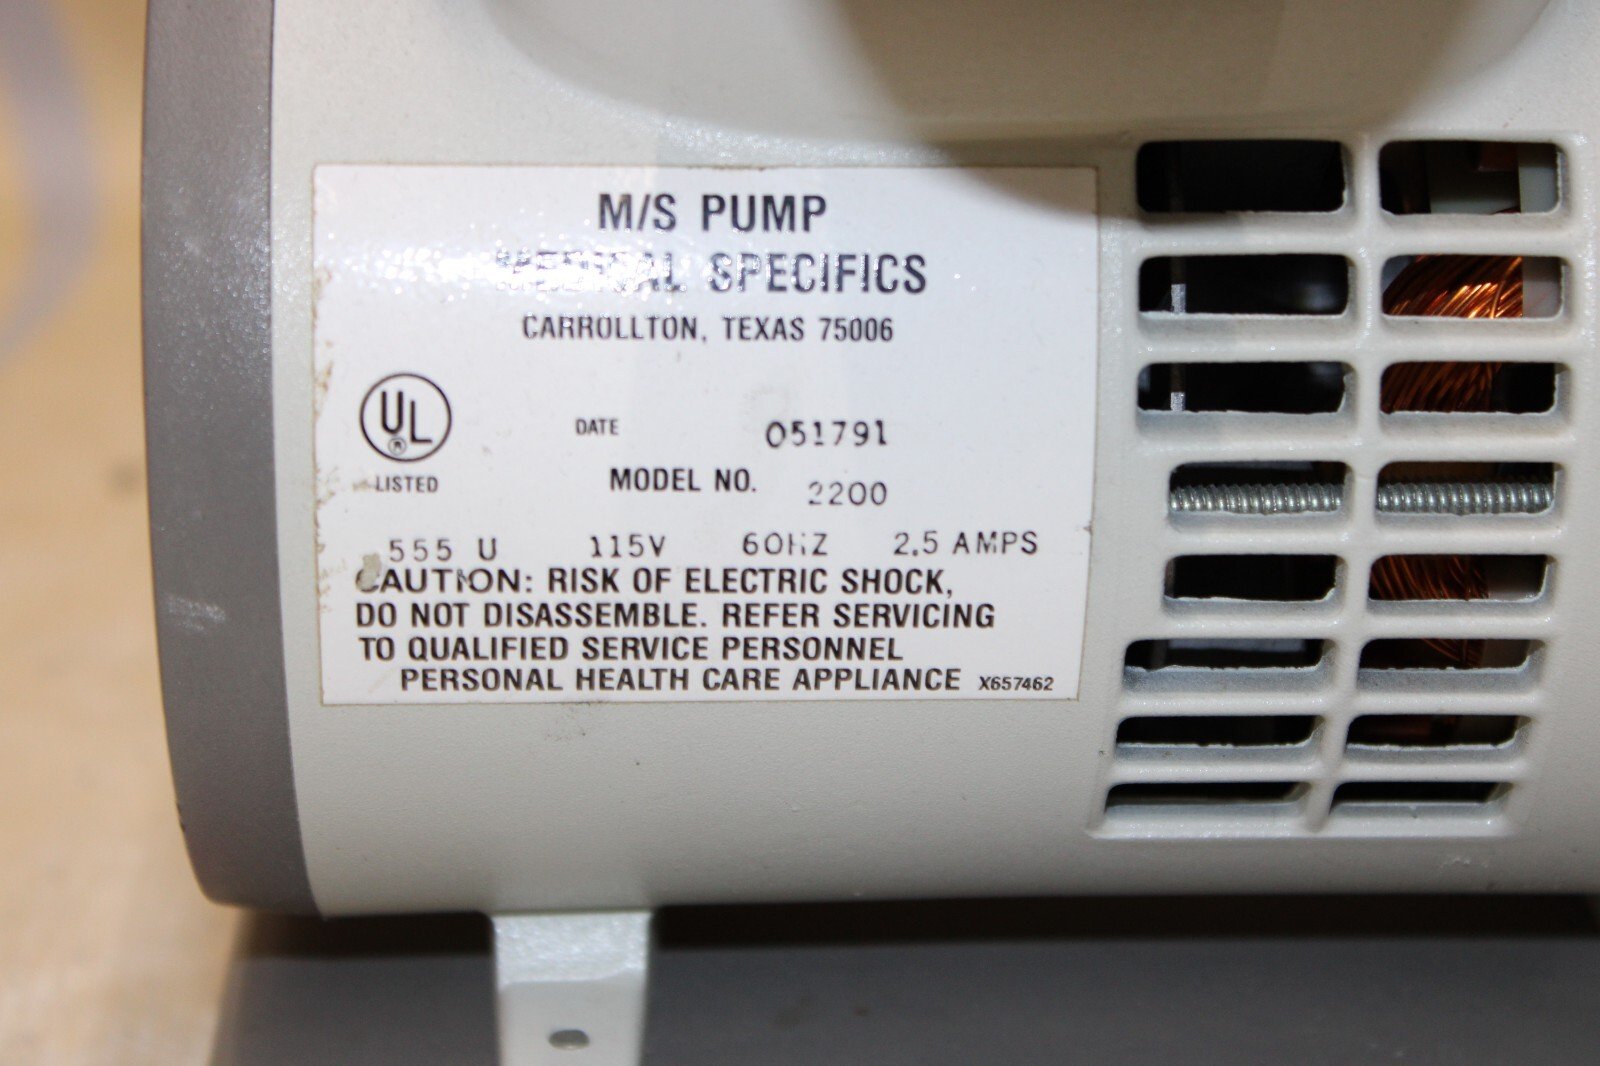 M/S PUMP
MEDICAL SPECIFICS
CARROLLTON, TEXAS 75006
UL ®
LISTED
DATE 051791
MODEL NO. 2200
555 U 115V 60HZ 2.5 AMPS
CAUTION: RISK OF ELECTRIC SHOCK,
DO NOT DISASSEMBLE. REFER SERVICING
TO QUALIFIED SERVICE PERSONNEL
PERSONAL HEALTH CARE APPLIANCE X657462